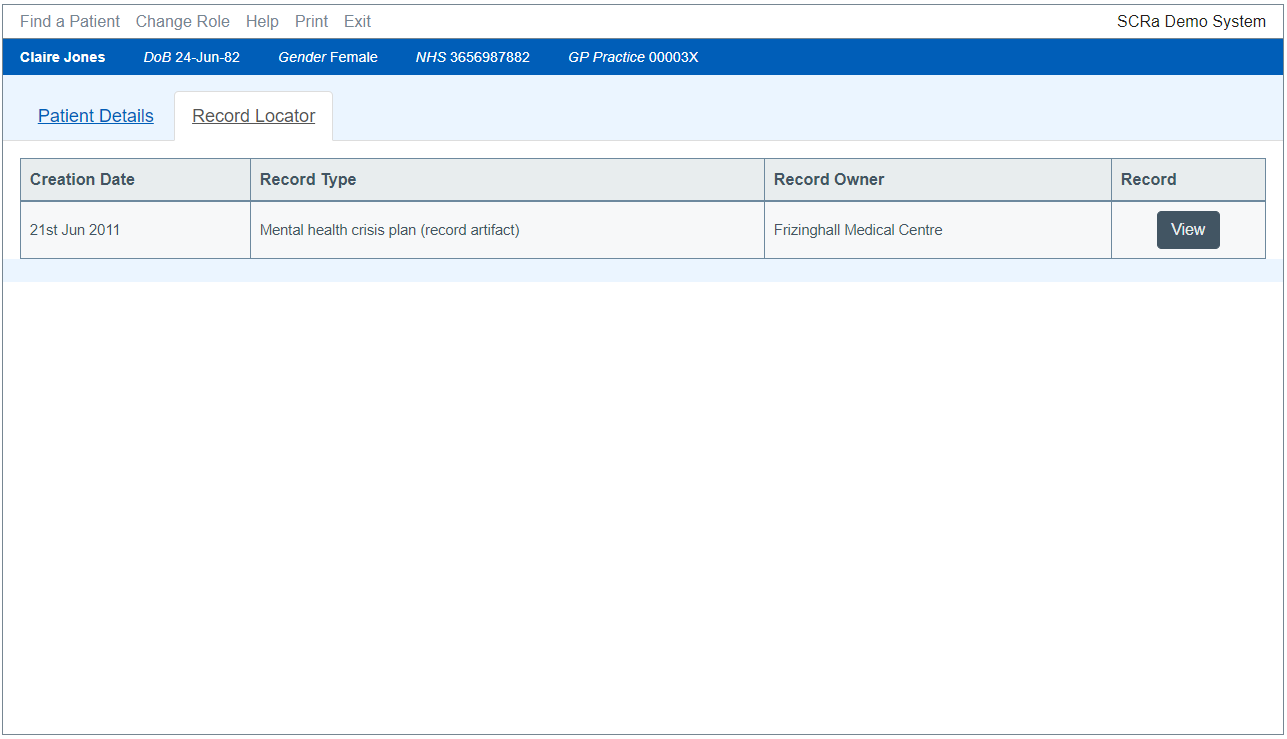 Find a Patient Change Role Help Print Exit SCRa Demo System
Claire Jones DoB 24-Jun-82 Gender Female NHS 3656987882 GP Practice 00003X
Patient Details Record Locator
Creation Date Record Type Record Owner Record
21st Jun 2011 Mental health crisis plan (record artifact) Frizinghall Medical Centre View